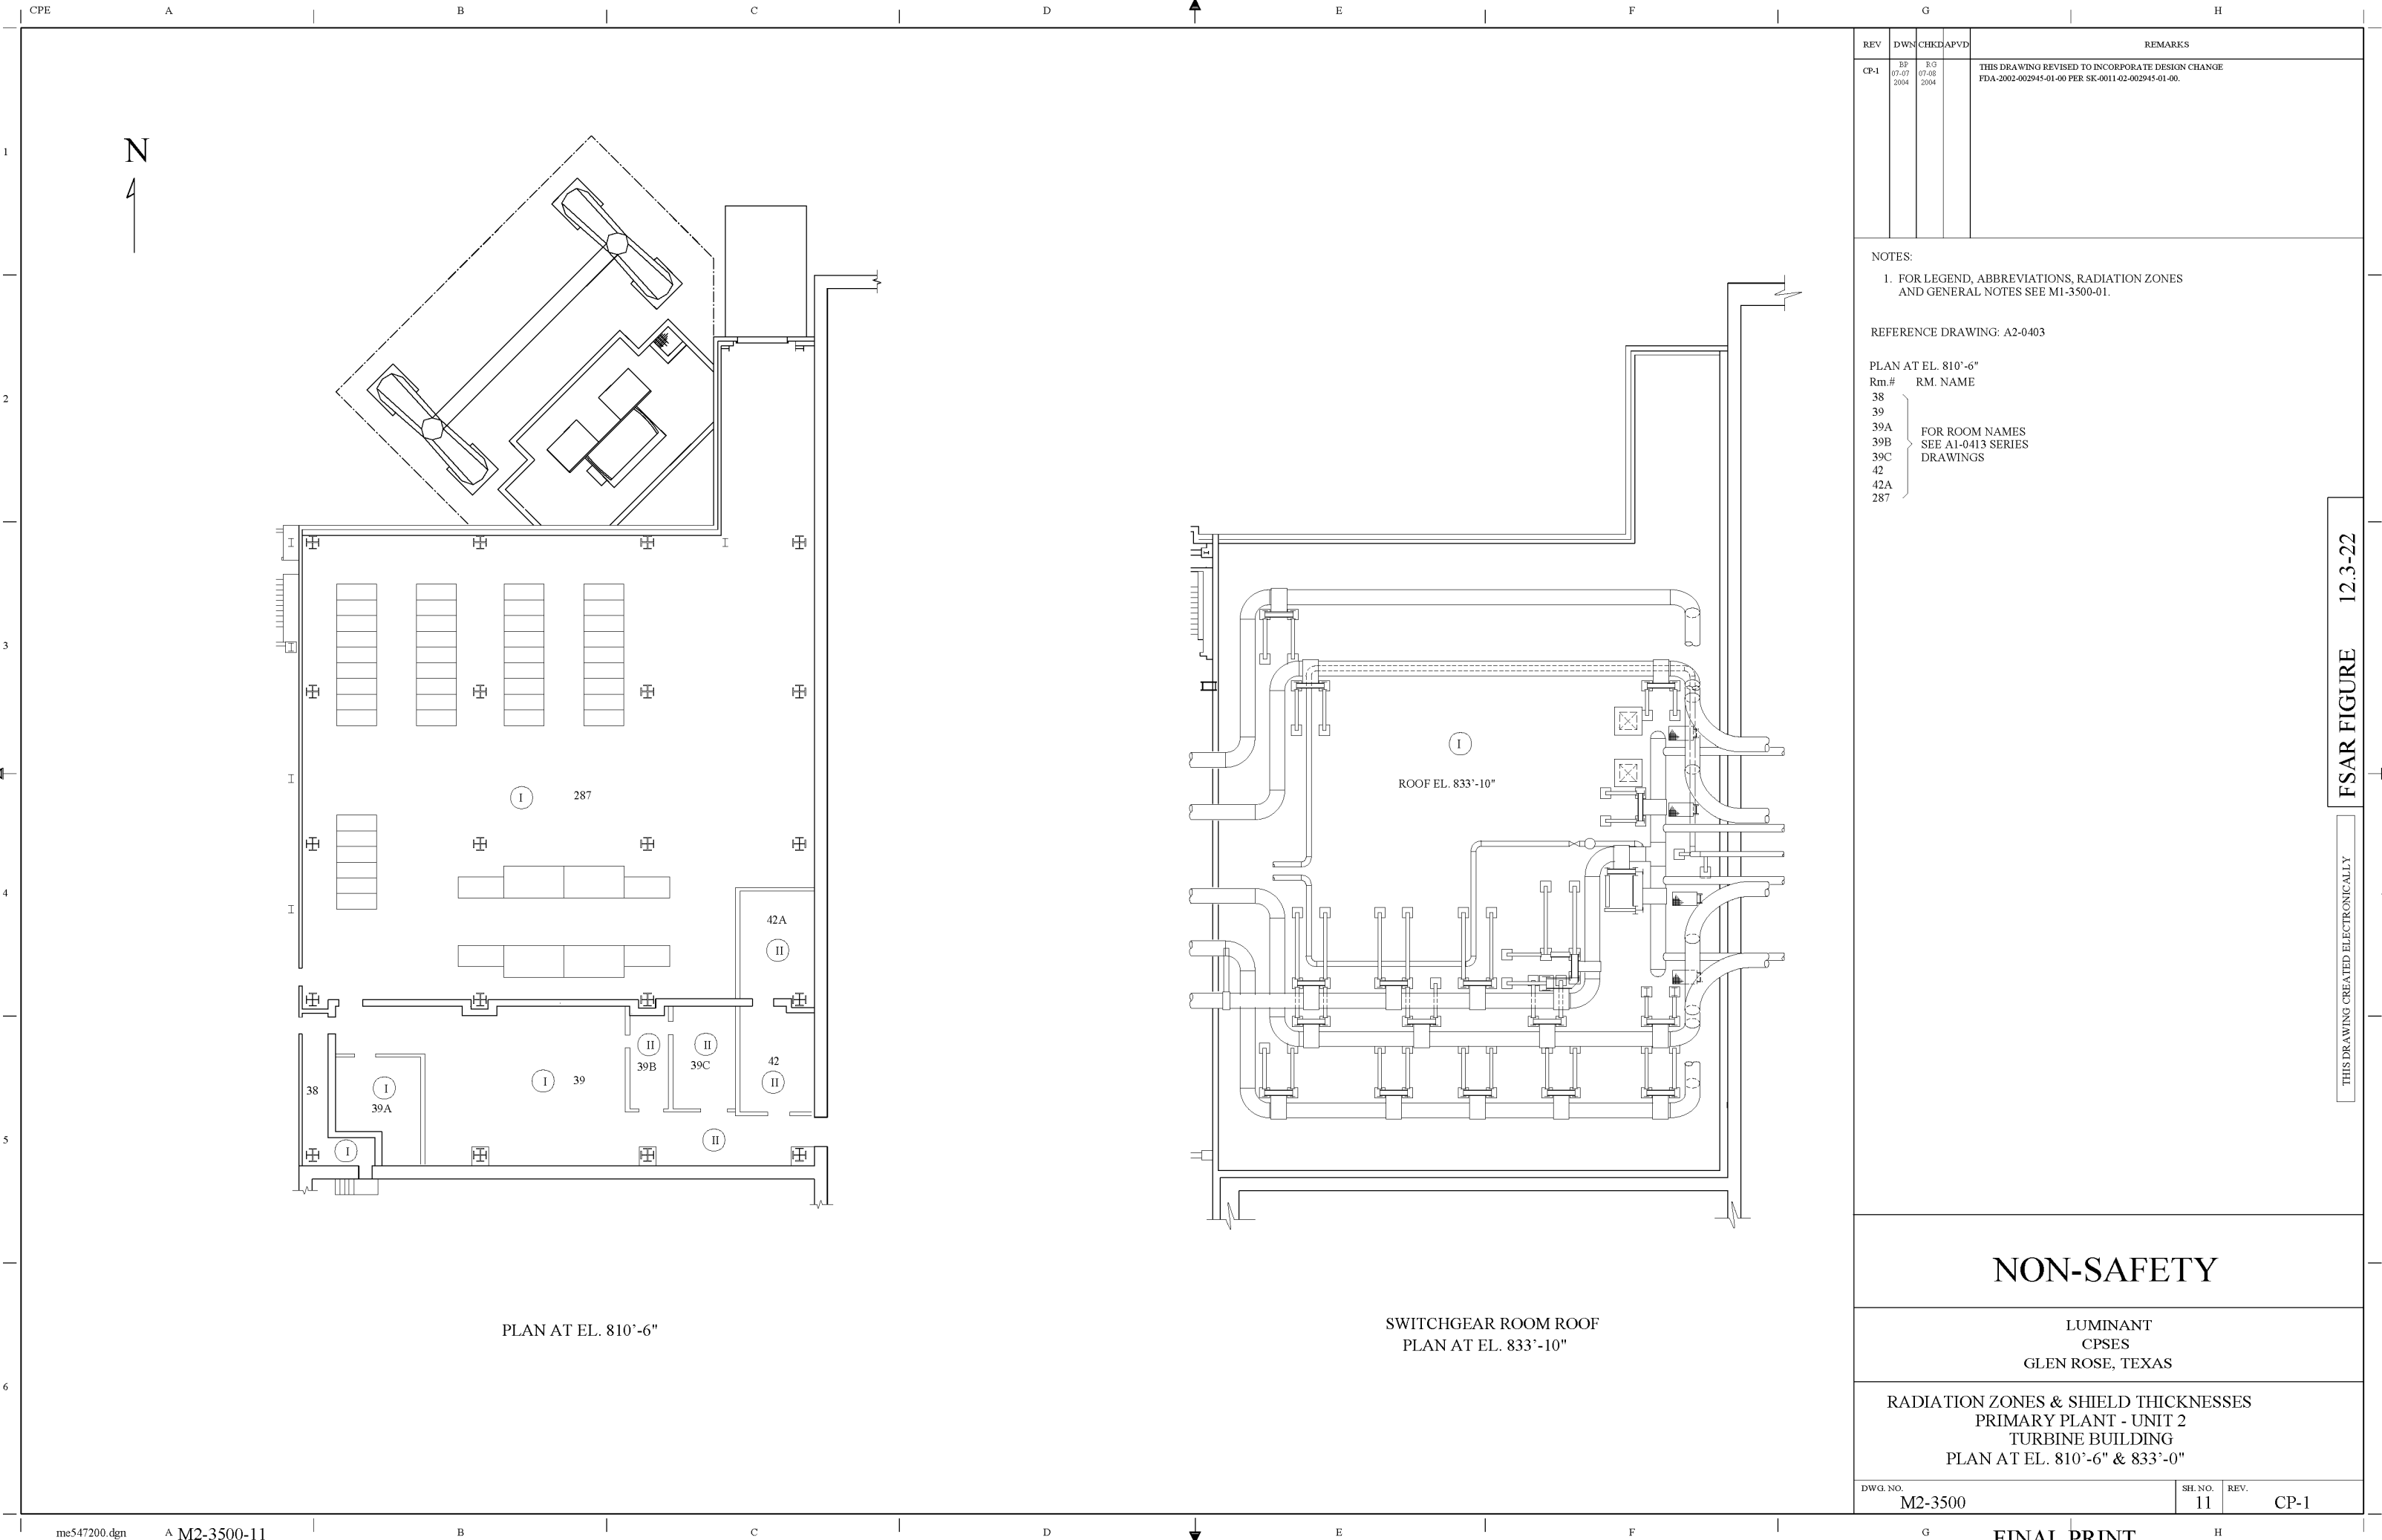 CPE A B C D E F G H
REV DWN CHKD APVD REMARKS
CP-1 BP 07-07 2004 RG 07-08 2004
THIS DRAWING REVISED TO INCORPORATE DESIGN CHANGE
FDA-2002-002945-01-00 PER SK-0011-02-002945-01-00.
1
2
3
4
5
6
N
NOTES:
1. FOR LEGEND, ABBREVIATIONS, RADIATION ZONES
AND GENERAL NOTES SEE M1-3500-01.
REFERENCE DRAWING: A2-0403
PLAN AT EL. 810'-6"
Rm.# RM. NAME
38
39
39A
39B
39C
42
42A
287
FOR ROOM NAMES
SEE A1-0413 SERIES
DRAWINGS
FSAR FIGURE 12.3-22
THIS DRAWING CREATED ELECTRONICALLY
I 287
42A
II
II
39B
II
39C
42
II
I 39
38
I
39A
II
I
PLAN AT EL. 810'-6"
I
ROOF EL. 833'-10"
SWITCHGEAR ROOM ROOF
PLAN AT EL. 833'-10"
NON-SAFETY
LUMINANT
CPSES
GLEN ROSE, TEXAS
RADIATION ZONES & SHIELD THICKNESSES
PRIMARY PLANT - UNIT 2
TURBINE BUILDING
PLAN AT EL. 810'-6" & 833'-0"
DWG. NO. SH. NO. REV.
M2-3500 11 CP-1
me547200.dgn A M2-3500-11 B C D E F G H
FINAL PRINT